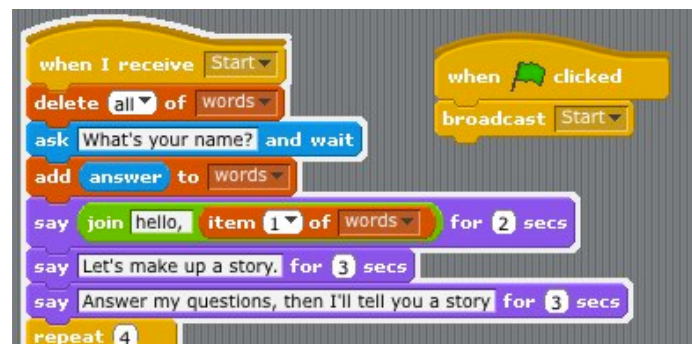 when I receive Start
delete all of words
ask What's your name? and wait
add answer to words
say join hello, item 1 of words for 2 secs
say Let's make up a story. for 3 secs
say Answer my questions, then I'll tell you a story for 3 secs
repeat 4
when clicked
broadcast Start